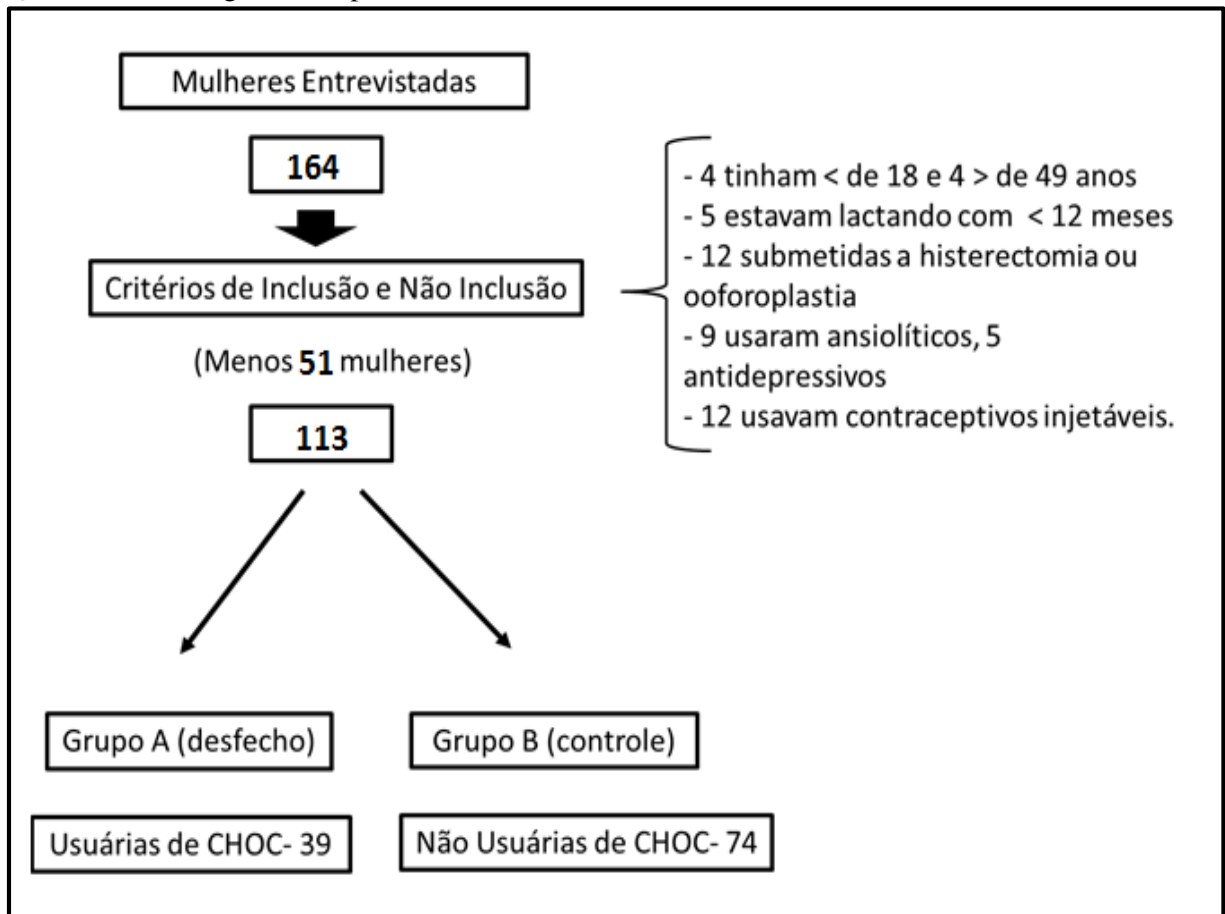 Mulheres Entrevistadas
164
Critérios de Inclusão e Não Inclusão
(Menos 51 mulheres)
113
- 4 tinham < de 18 e 4 > de 49 anos
- 5 estavam lactando com < 12 meses
- 12 submetidas a histerectomia ou
ooforoplastia
- 9 usaram ansiolíticos, 5
antidepressivos
- 12 usavam contraceptivos injetáveis.
Grupo A (desfecho)
Grupo B (controle)
Usuárias de CHOC- 39
Não Usuárias de CHOC- 74